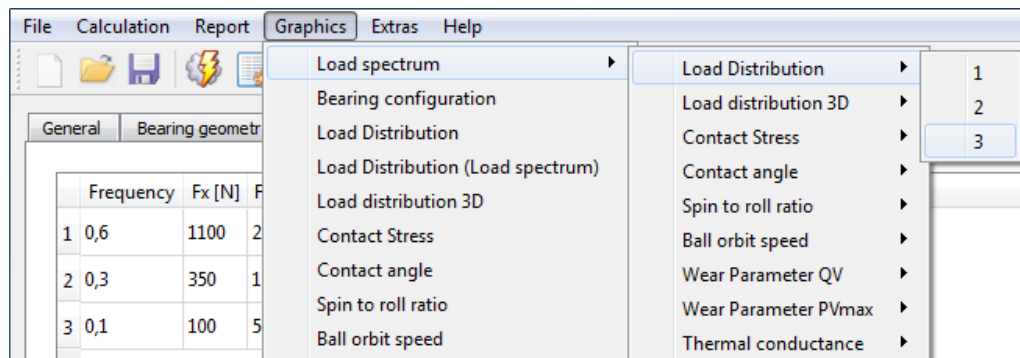 File Calculation Report Graphics Extras Help
Load spectrum
Bearing configuration
Load Distribution
Load Distribution (Load spectrum)
Load distribution 3D
Contact Stress
Contact angle
Spin to roll ratio
Ball orbit speed
Load Distribution
Load distribution 3D
Contact Stress
Contact angle
Spin to roll ratio
Ball orbit speed
Wear Parameter QV
Wear Parameter PVmax
Thermal conductance
1
2
3
General Bearing geometr
Frequency Fx [N] F
1 0,6 1100 2
2 0,3 350 1
3 0,1 100 5